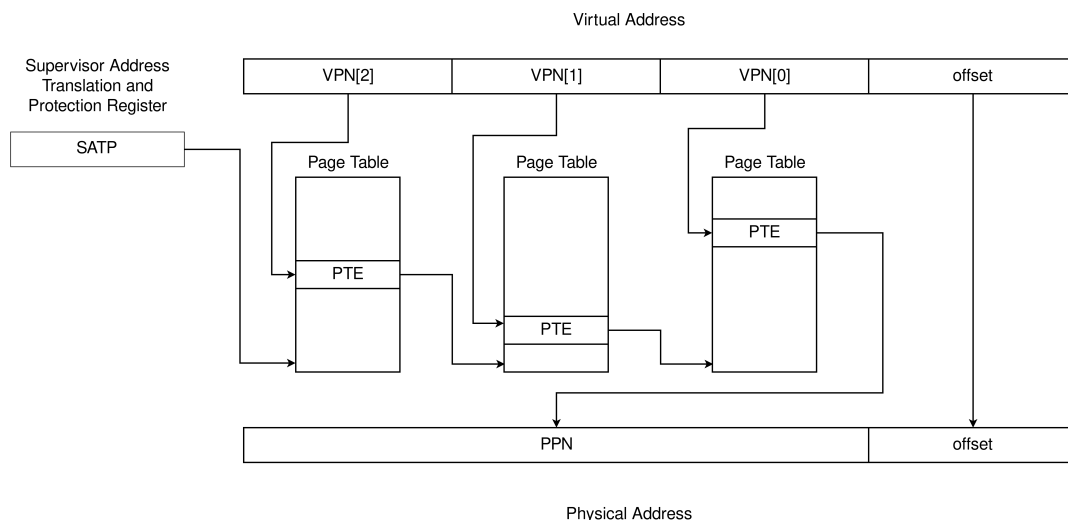 Virtual Address
Supervisor Address
Translation and
Protection Register
VPN[2] VPN[1] VPN[0] offset
SATP
Page Table Page Table Page Table
PTE
PTE
PTE
PPN offset
Physical Address